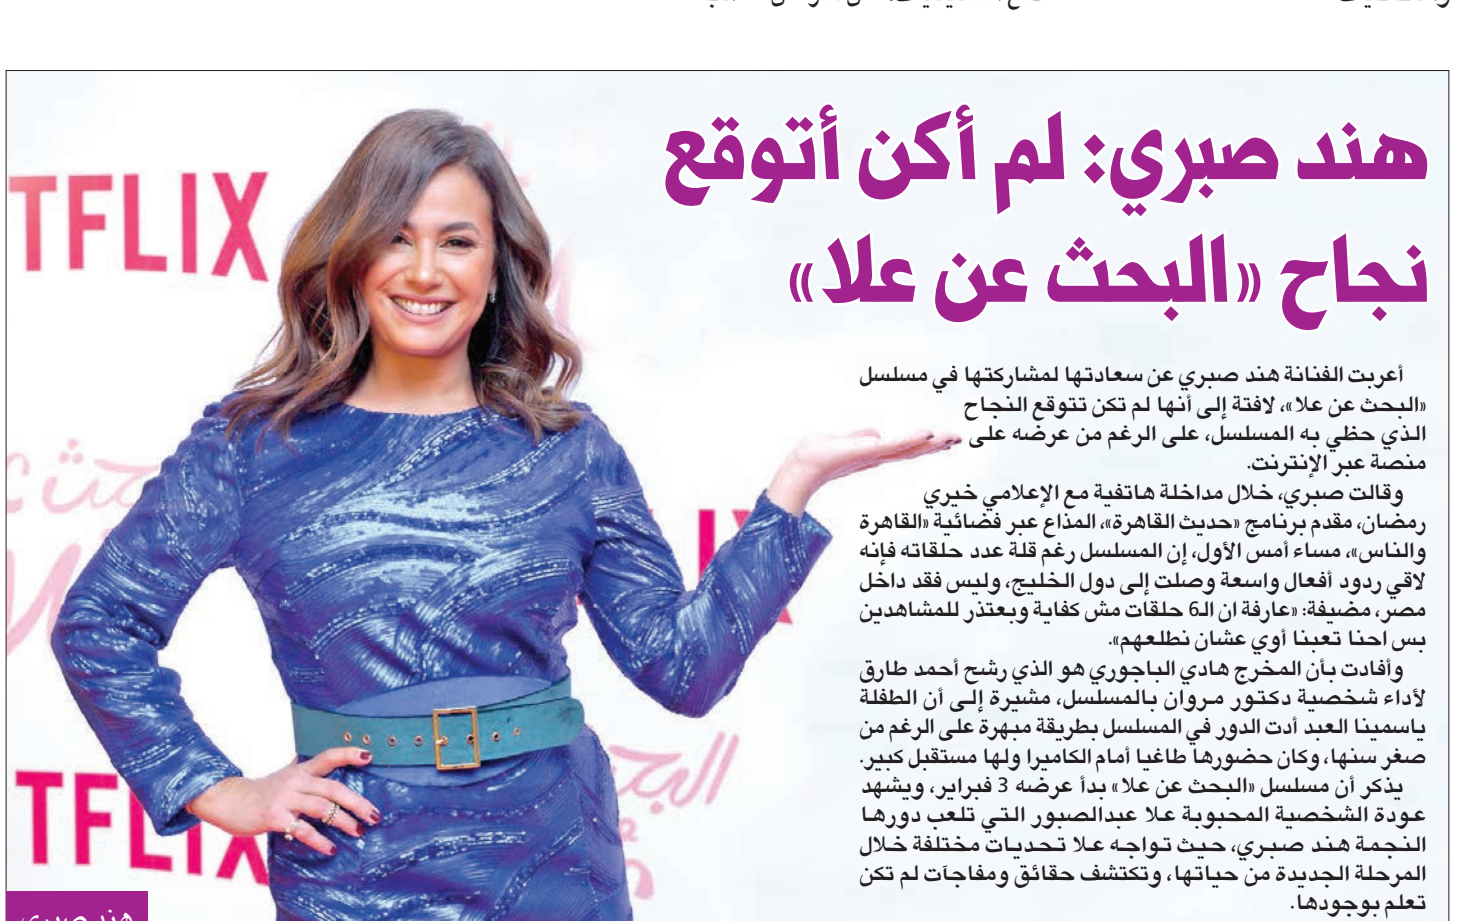 هند صبري: لم أكن أتوقع
نجاح «البحث عن علا»
أعربت الفنانة هند صبري عن سعادتها لمشاركتها في مسلسل
«البحث عن علا»، لافتة إلى أنها لم تكن تتوقع النجاح
الذي حظي به المسلسل، على الرغم من عرضه على
منصة عبر الإنترنت.
وقالت صبري، خلال مداخلة هاتفية مع الإعلامي خيري
رمضان، مقدم برنامج «حديث القاهرة»، المذاع عبر فضائية «القاهرة
والناس»، مساء أمس الأول، إن المسلسل رغم قلة عدد حلقاته فإنه
لاقي ردود أفعال واسعة وصلت إلى دول الخليج، وليس فقد داخل
مصر، مضيفة: «عارفة ان الـ6 حلقات مش كفاية وبعتذر للمشاهدين
بس احنا تعبنا أوي عشان نطلعهم».
وأفادت بأن المخرج هادي الباجوري هو الذي رشح أحمد طارق
لأداء شخصية دكتور مروان بالمسلسل، مشيرة إلى أن الطفلة
ياسمينا العبد أدت الدور في المسلسل بطريقة مبهرة على الرغم من
صغر سنها، وكان حضورها طاغيا أمام الكاميرا ولها مستقبل كبير.
يذكر أن مسلسل «البحث عن علا» بدأ عرضه 3 فبراير، ويشهد
عودة الشخصية المحبوبة علا عبدالصبور التي تلعب دورها
النجمة هند صبري، حيث تواجه علا تحديات مختلفة خلال
المرحلة الجديدة من حياتها، وتكتشف حقائق ومفاجآت لم تكن
تعلم بوجودها.
TFLIX
LIX
البحث
TFLIX
هند صبري